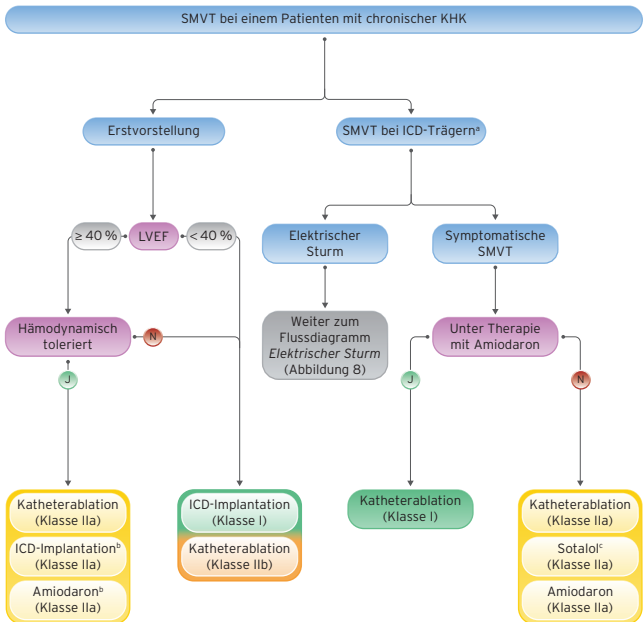 SMVT bei einem Patienten mit chronischer KHK
Erstvorstellung
SMVT bei ICD-Trägernᵃ
≥ 40 %
LVEF
< 40 %
Elektrischer
Sturm
Symptomatische
SMVT
Hämodynamisch
toleriert
N
Weiter zum
Flussdiagramm
Elektrischer Sturm
(Abbildung 8)
Unter Therapie
mit Amiodaron
J
J
N
Katheterablation
(Klasse IIa)
ICD-Implantationᵇ
(Klasse IIa)
Amiodaronᵇ
(Klasse IIa)
ICD-Implantation
(Klasse I)
Katheterablation
(Klasse IIb)
Katheterablation
(Klasse I)
Katheterablation
(Klasse IIa)
Sotalolᶜ
(Klasse IIa)
Amiodaron
(Klasse IIa)